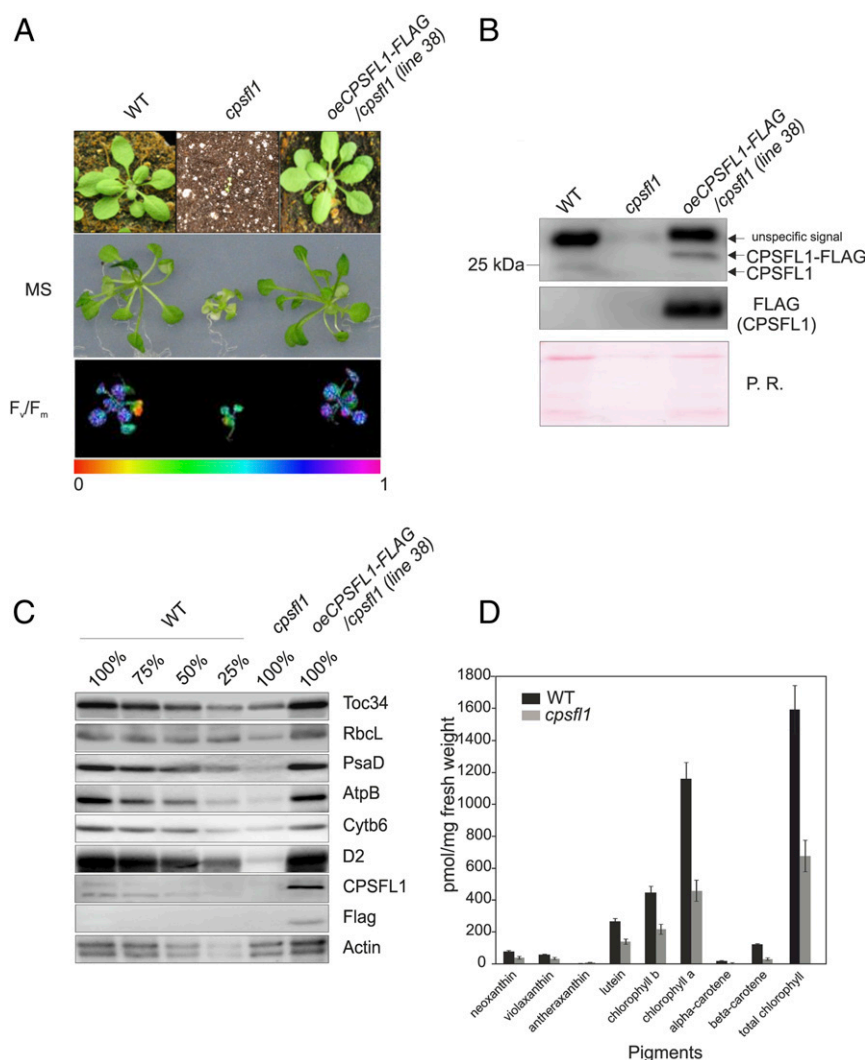 A
WT
cpsfl1
oeCPSFL1-FLAG
/cpsfl1 (line 38)
MS
Fv/Fm
0
1
B
WT
cpsfl1
oeCPSFL1-FLAG
/cpsfl1 (line 38)
unspecific signal
CPSFL1-FLAG
25 kDa
CPSFL1
FLAG
(CPSFL1)
P. R.
C
WT
cpsfl1
oeCPSFL1-FLAG
/cpsfl1 (line 38)
100%
75%
50%
25%
100%
100%
Toc34
RbcL
PsaD
AtpB
Cytb6
D2
CPSFL1
Flag
Actin
D
1800
1600
1400
1200
1000
800
600
400
200
0
pmol/mg fresh weight
WT
cpsfl1
neoxanthin
violaxanthin
antheraxanthin
lutein
chlorophyll b
chlorophyll a
alpha-carotene
beta-carotene
total chlorophyll
Pigments